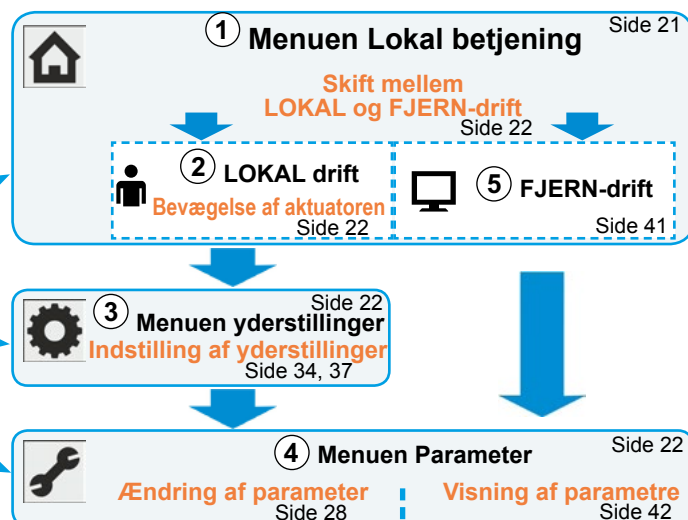 1 Menuen Lokal betjening Side 21
Skift mellem
LOKAL og FJERN-drift
Side 22
2 LOKAL drift
Bevægelse af aktuatoren
Side 22
5 FJERN-drift
Side 41
Side 22
3 Menuen yderstillinger
Indstilling af yderstillinger
Side 34, 37
4 Menuen Parameter Side 22
Ændring af parameter
Side 28
Visning af parametre
Side 42